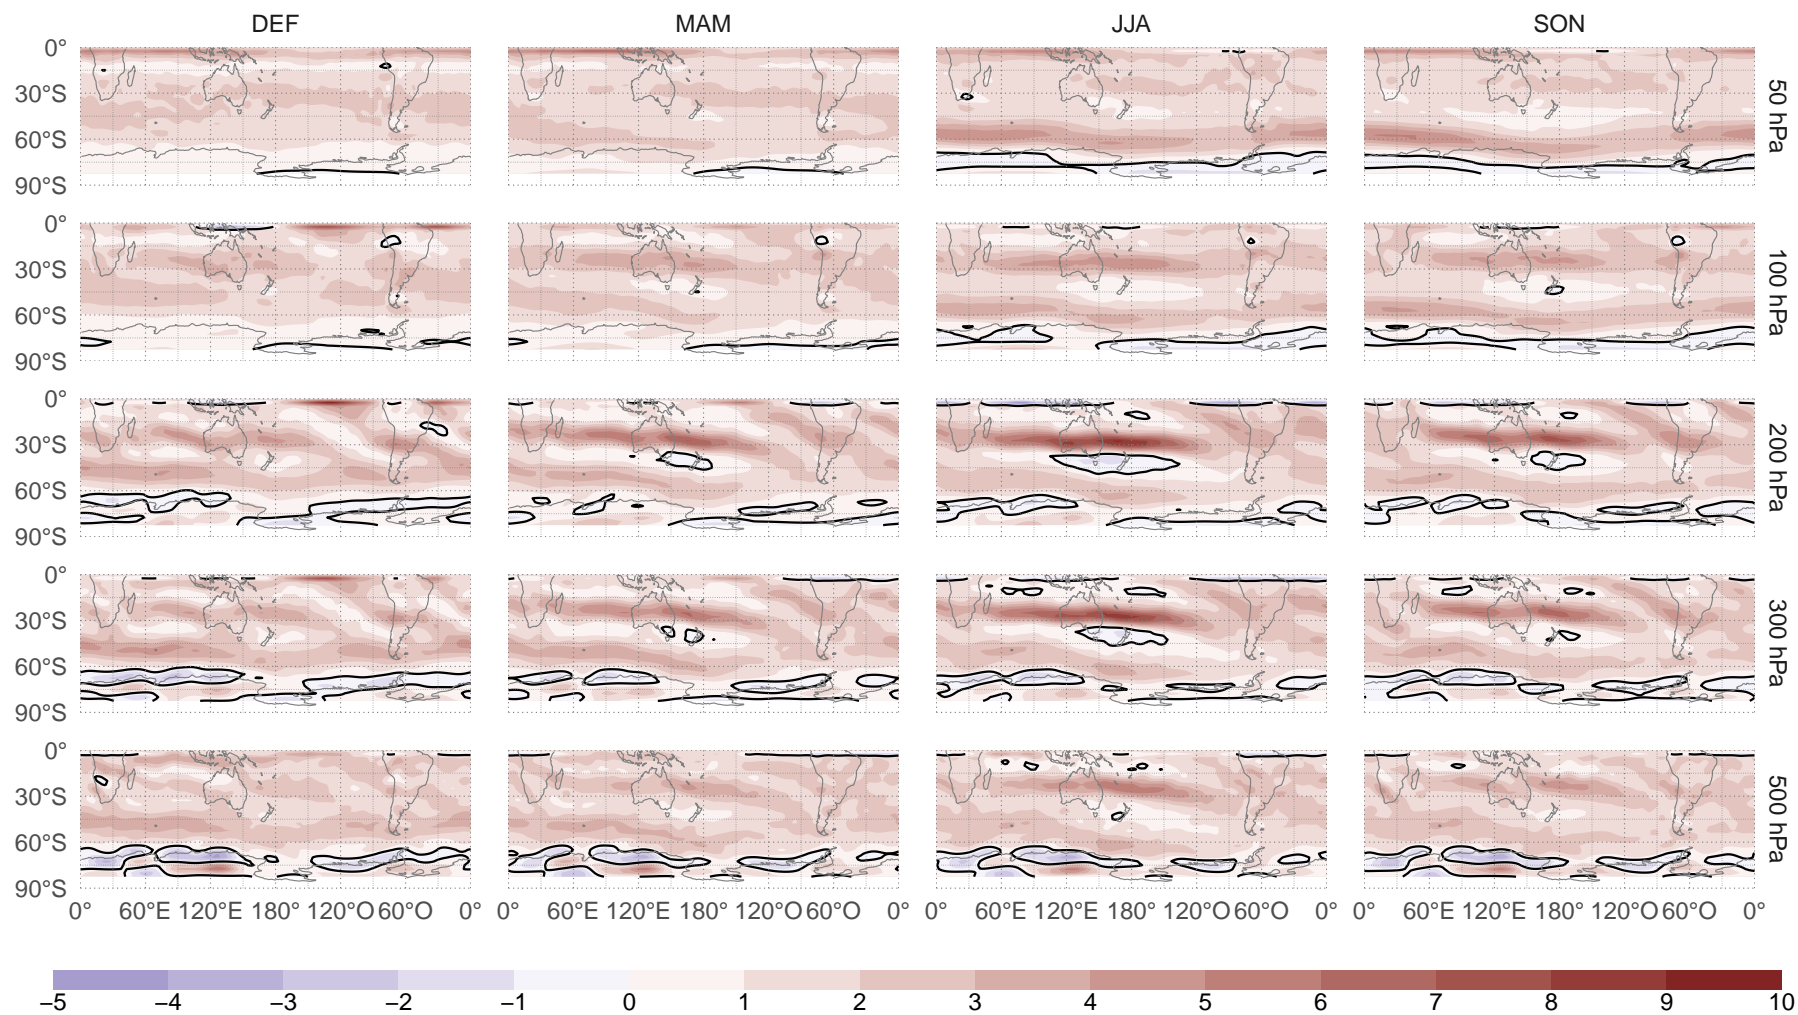 DEF MAM JJA SON
0°
30°S
60°S
90°S
50 hPa
0°
30°S
60°S
90°S
100 hPa
0°
30°S
60°S
90°S
200 hPa
0°
30°S
60°S
90°S
300 hPa
0°
30°S
60°S
90°S
500 hPa
0° 60°E 120°E 180° 120°O 60°O 0° 0° 60°E 120°E 180° 120°O 60°O 0° 0° 60°E 120°E 180° 120°O 60°O 0° 0° 60°E 120°E 180° 120°O 60°O 0°
−5 −4 −3 −2 −1 0 1 2 3 4 5 6 7 8 9 10